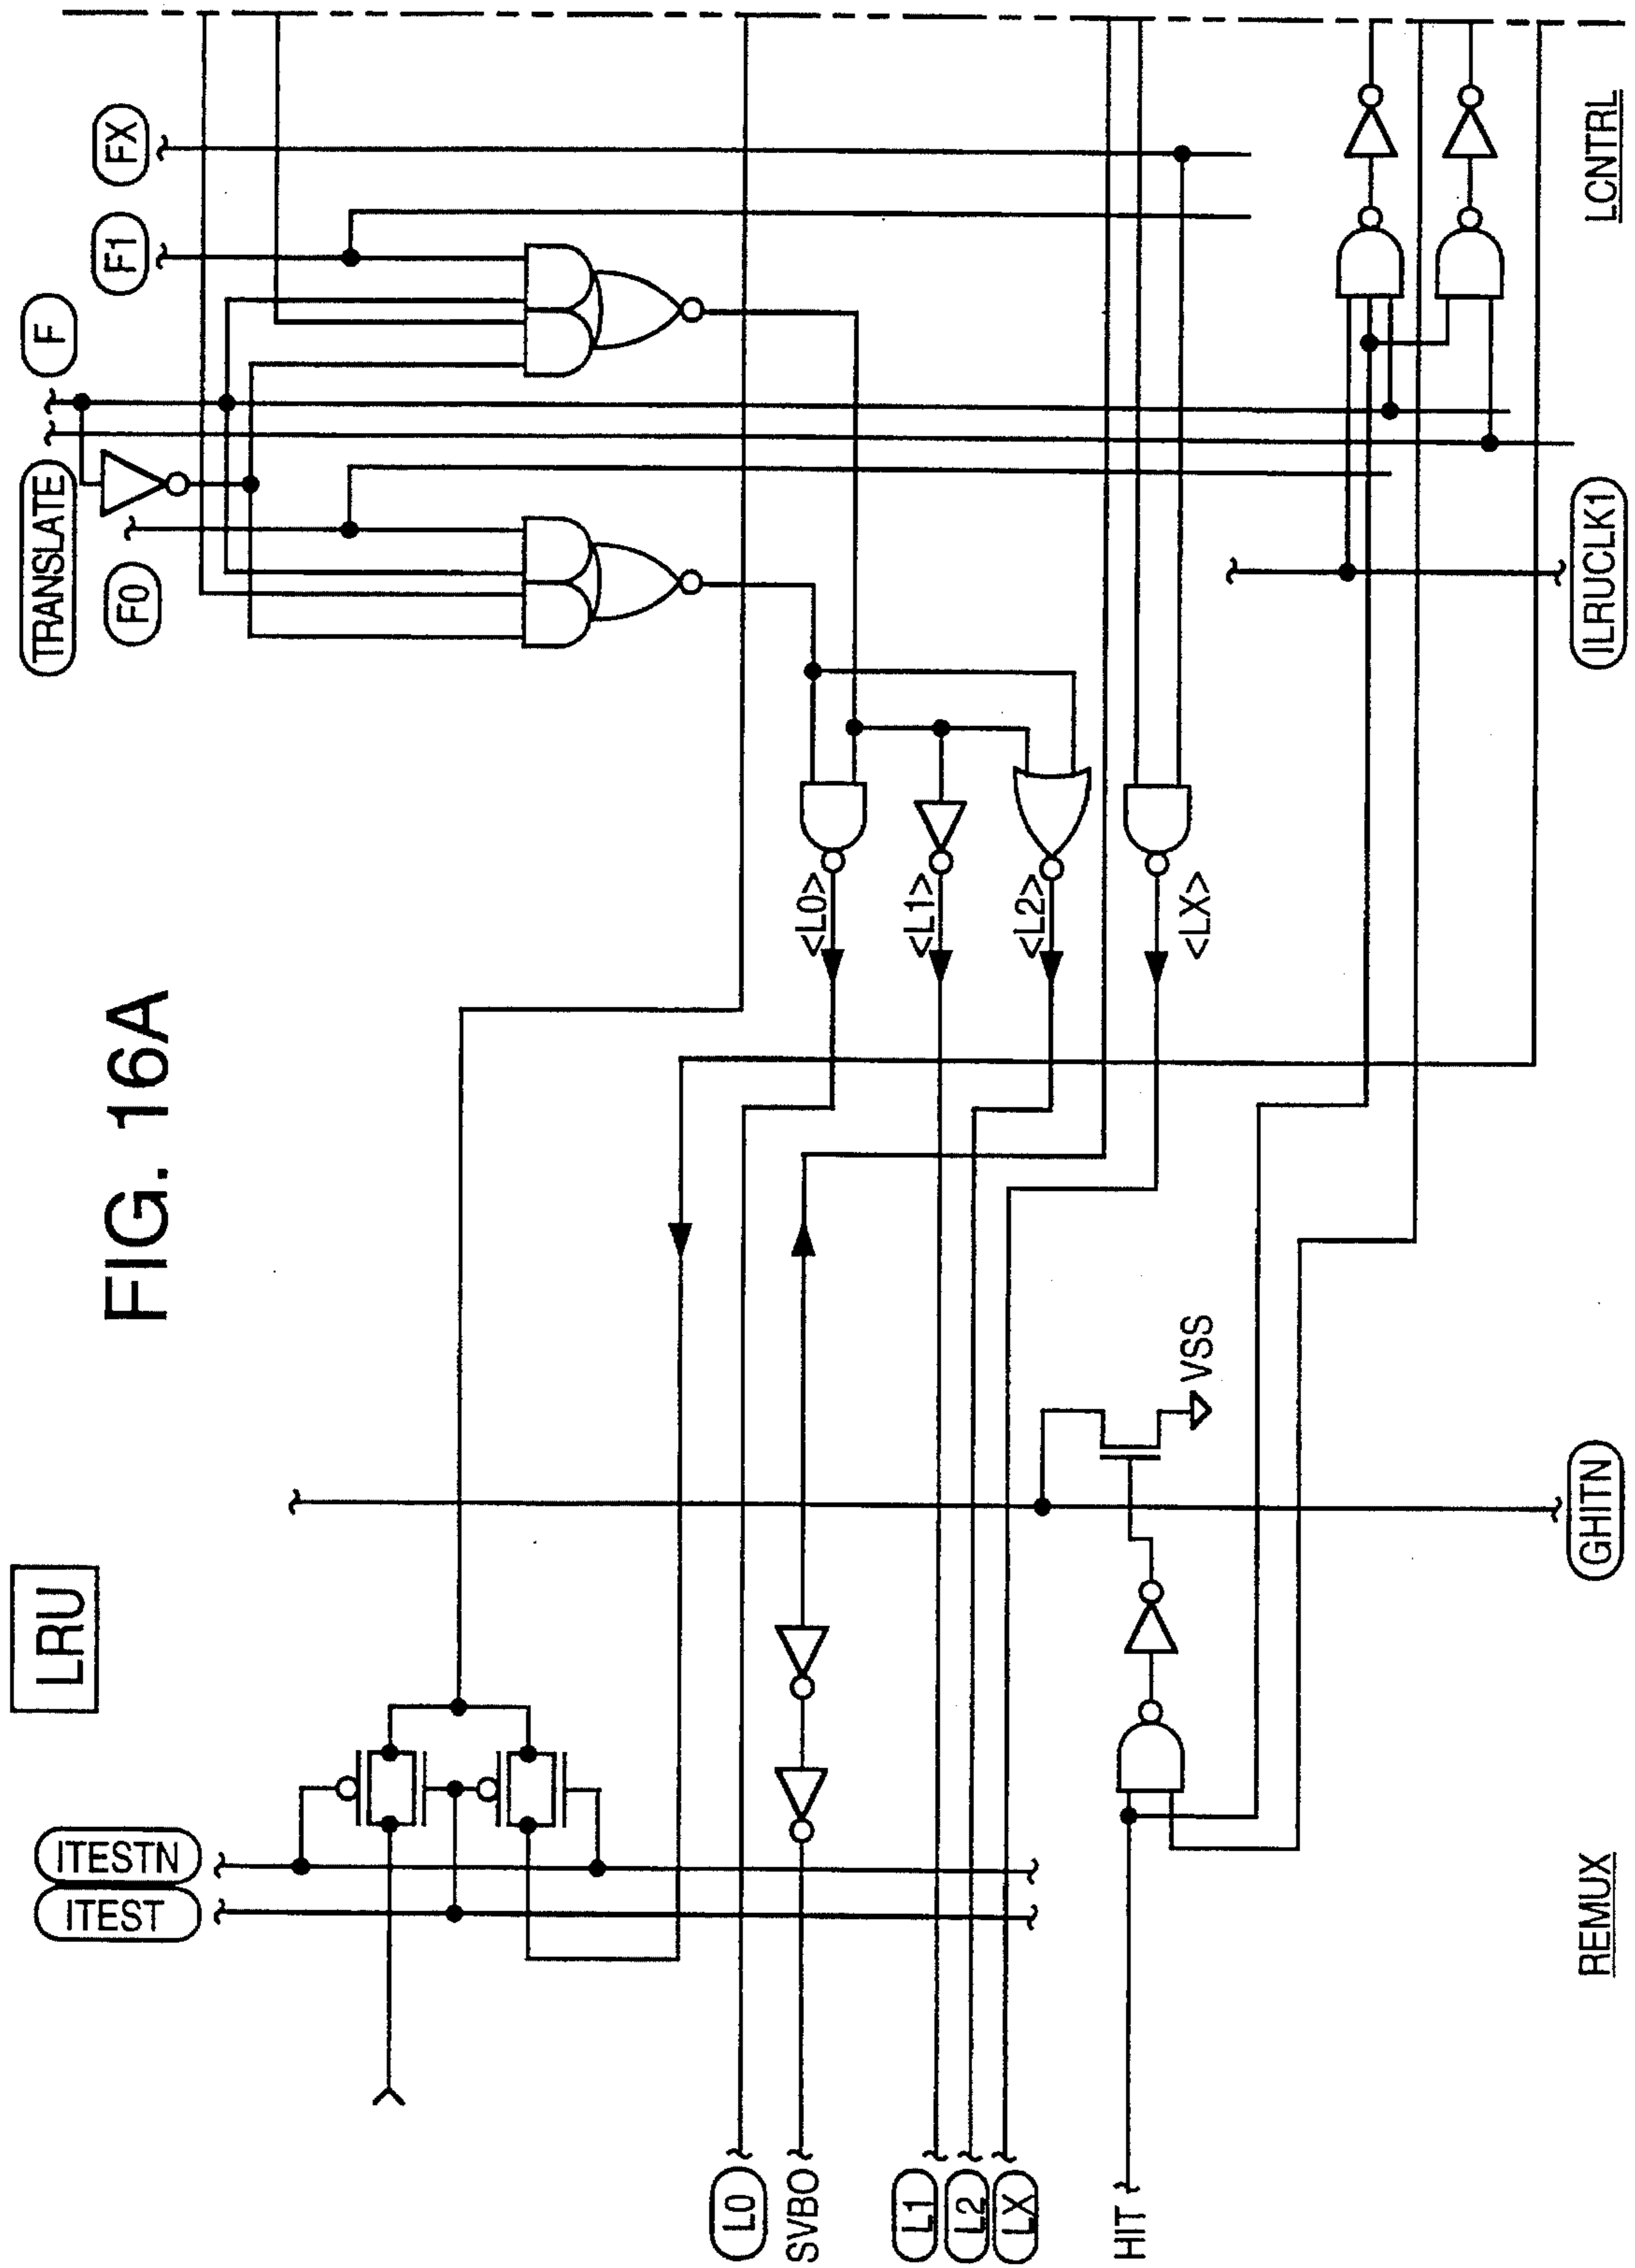 FIG. 16A
LRU
ITESTN
ITEST
TRANSLATE
F
F0
F1
FX
<L0>
<L1>
<L2>
<LX>
L0
SVBO
L1
L2
LX
HIT
VSS
GHITN
ILRUCLK1
REMUX
LCNTRL